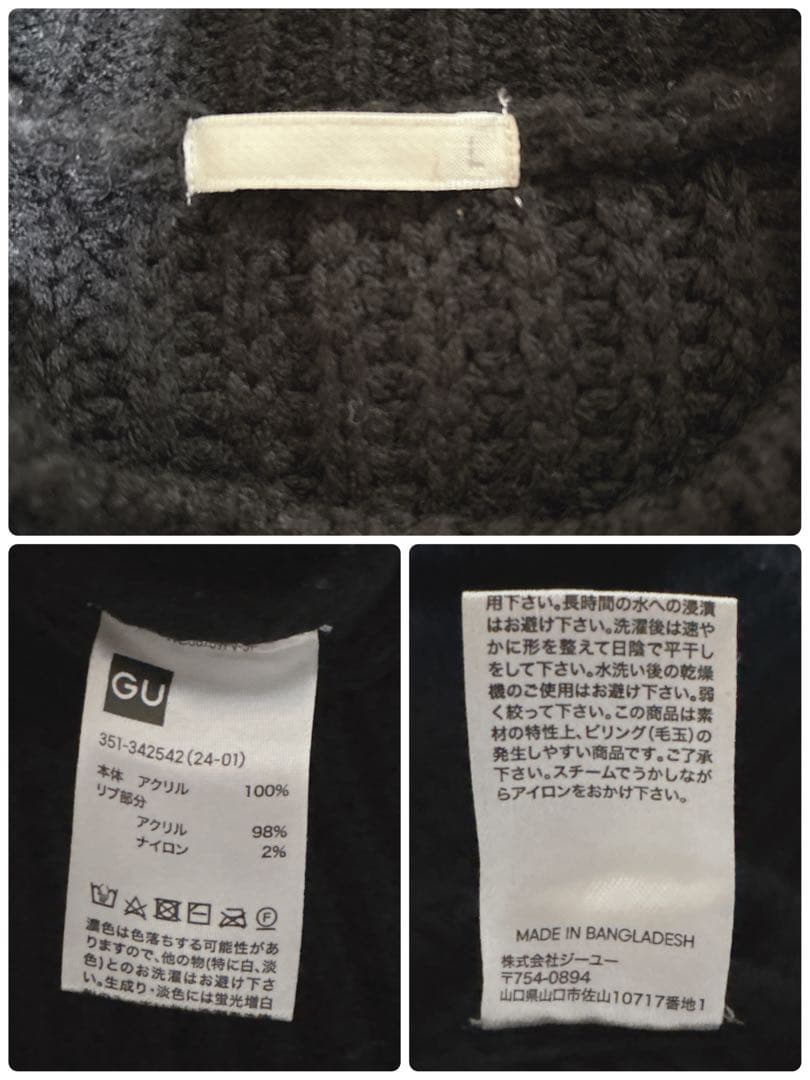 L
GU
351-342542(24-01)
本体 アクリル 100%
リブ部分
アクリル 98%
ナイロン 2%
F
濃色は色落ちする可能性があ
りますので、他の物(特に白、淡
色)とのお洗濯はお避け下さ
い。生成り・淡色には蛍光増白
用下さい。長時間の水への浸漬
はお避け下さい。洗濯後は速や
かに形を整えて日陰で平干し
をして下さい。水洗い後の乾燥
機のご使用はお避け下さい。弱
く絞って下さい。この商品は素
材の特性上、ピリング(毛玉)の
発生しやすい商品です。ご了承
下さい。スチームでうかしなが
らアイロンをおかけ下さい。
MADE IN BANGLADESH
株式会社ジーユー
〒754-0894
山口県山口市佐山10717番地1